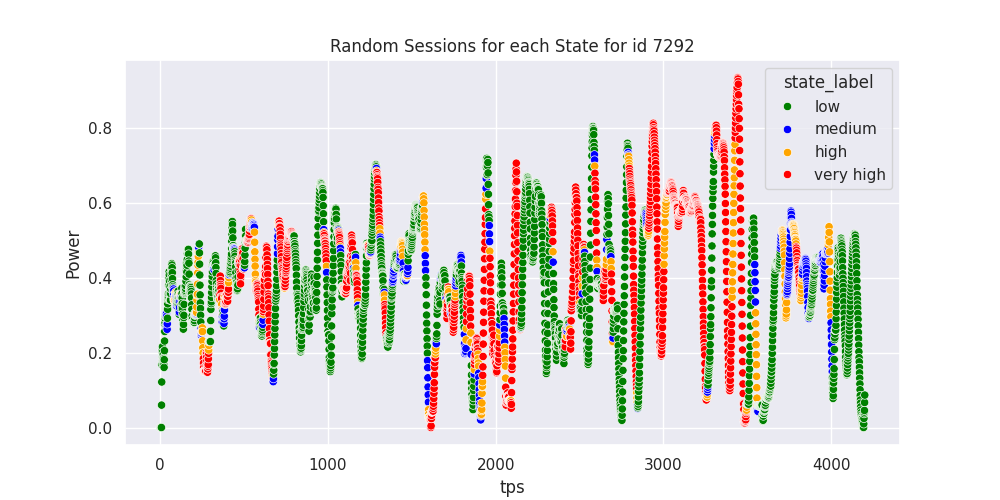 Random Sessions for each State for id 7292
state_label
low
medium
high
very high
Power
0.8
0.6
0.4
0.2
0.0
0
1000
2000
3000
4000
tps